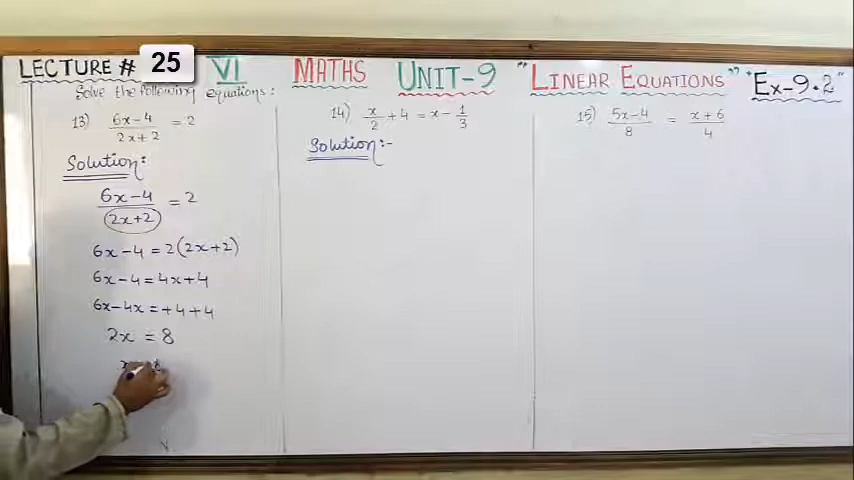 LECTURE # 25 VI MATHS UNIT-9 "LINEAR EQUATIONS" "Ex-9.2"
Solve the following equations:
13) 6x-4/2x+2 = 2
Solution:
6x-4/2x+2 = 2
6x-4 = 2(2x+2)
6x-4 = 4x+4
6x-4x = +4+4
2x = 8
14) x/2 + 4 = x - 1/3
Solution:-
15) 5x-4/8 = x+6/4